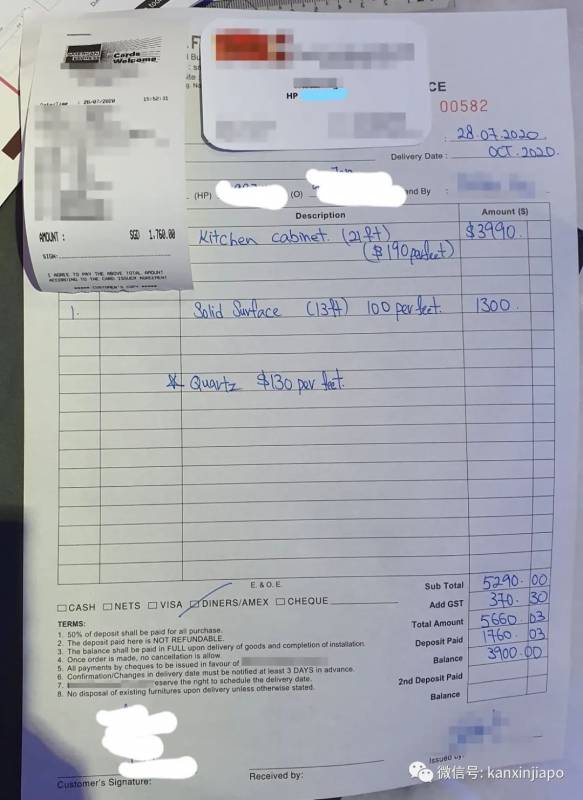 AMERICAN EXPRESS
Cards Welcome
Date/Time : 28/07/2020 15:52:31
AMOUNT : SGD 1,760.00
SIGN:
I AGREE TO PAY THE ABOVE TOTAL AMOUNT
ACCORDING TO THE CARD ISSUER AGREEMENT
***** CUSTOMER'S COPY *****
HP
CE
00582
: 28.07.2020
Delivery Date : OCT.2020
(HP) (O) and By :
Description Amount ($)
Kitchen cabinet. (21ft) $3990.
($190 per feet)
1. Solid Surface (13ft) 100 per feet. 1300.
* Quartz $130 per feet.
E. & O.E.
CASH NETS VISA DINERS/AMEX CHEQUE
Sub Total 5290.00
Add GST 370.30
Total Amount 5660 03
Deposit Paid 1760 03
Balance 3900.00
2nd Deposit Paid
Balance
TERMS:
1. 50% of deposit shall be paid for all purchase.
2. The deposit paid here is NOT REFUNDABLE.
3. The balance shall be paid in FULL upon delivery of goods and completion of installation.
4. Once order is made, no cancellation is allow.
5. All payments by cheques to be issued in favour of
6. Confirmation/Changes in delivery date must be notified at least 3 DAYS in advance.
7. reserve the right to schedule the delivery date.
8. No disposal of existing furnitures upon delivery unless otherwise stated.
Customer's Signature:
Received by:
Issued by:
微信号: kanxinjiapo